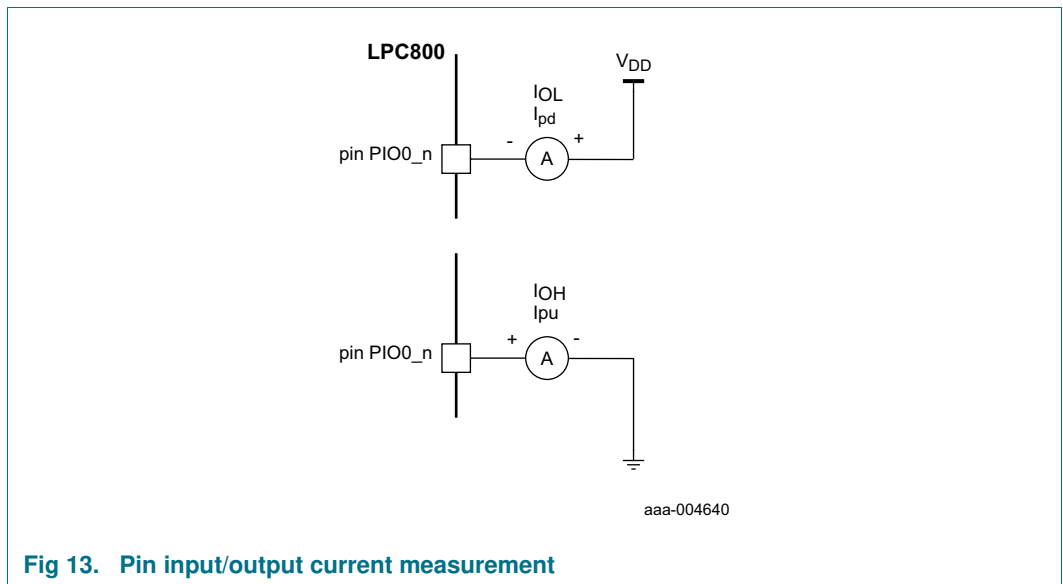 LPC800
VDD
IOL
Ipd
- +
pin PIO0_n
A
IOH
Ipu
+ -
pin PIO0_n
A
aaa-004640
Fig 13. Pin input/output current measurement